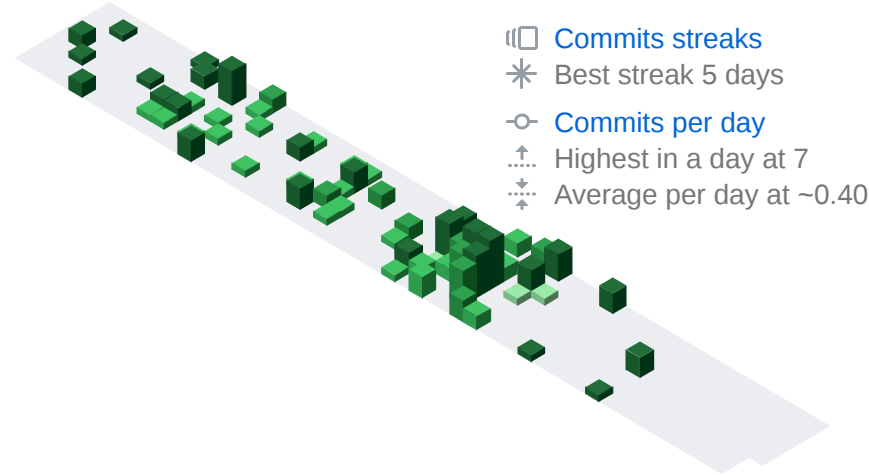 Commits streaks
Best streak 5 days
Commits per day
Highest in a day at 7
Average per day at ~0.40